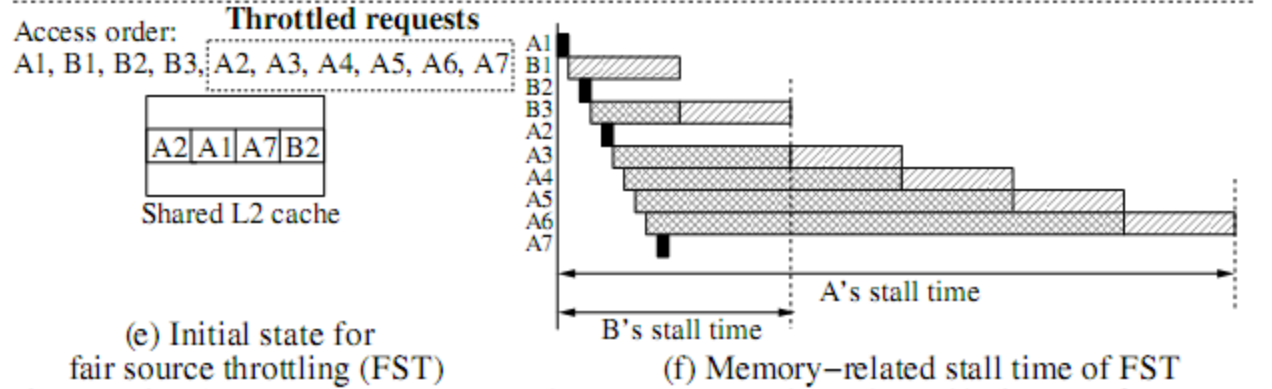 Throttled requests
Access order:
A1, B1, B2, B3, A2, A3, A4, A5, A6, A7
A2 A1 A7 B2
Shared L2 cache
(e) Initial state for
fair source throttling (FST)
A1
B1
B2
B3
A2
A3
A4
A5
A6
A7
A's stall time
B's stall time
(f) Memory−related stall time of FST